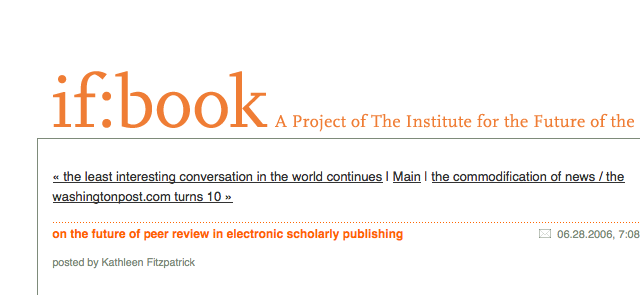 if:book A Project of The Institute for the Future of the
« the least interesting conversation in the world continues | Main | the commodification of news / the
washingtonpost.com turns 10 »
on the future of peer review in electronic scholarly publishing 06.28.2006, 7:08
posted by Kathleen Fitzpatrick